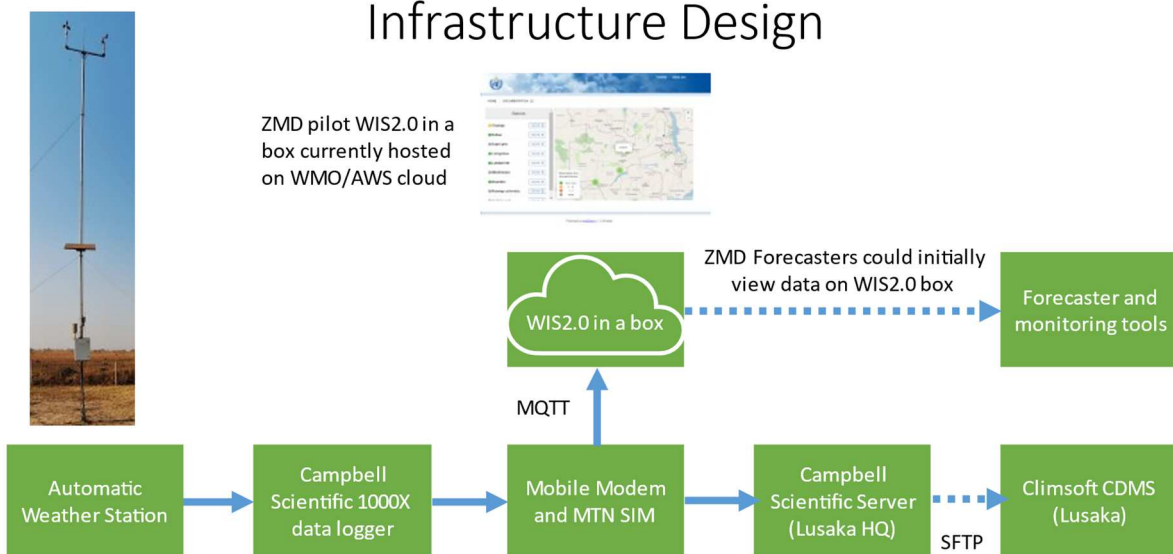 Infrastructure Design
ZMD pilot WIS2.0 in a
box currently hosted
on WMO/AWS cloud
ZMD Forecasters could initially
view data on WIS2.0 box
WIS2.0 in a box
Forecaster and
monitoring tools
MQTT
Automatic
Weather Station
Campbell
Scientific 1000X
data logger
Mobile Modem
and MTN SIM
Campbell
Scientific Server
(Lusaka HQ)
SFTP
Climsoft CDMS
(Lusaka)